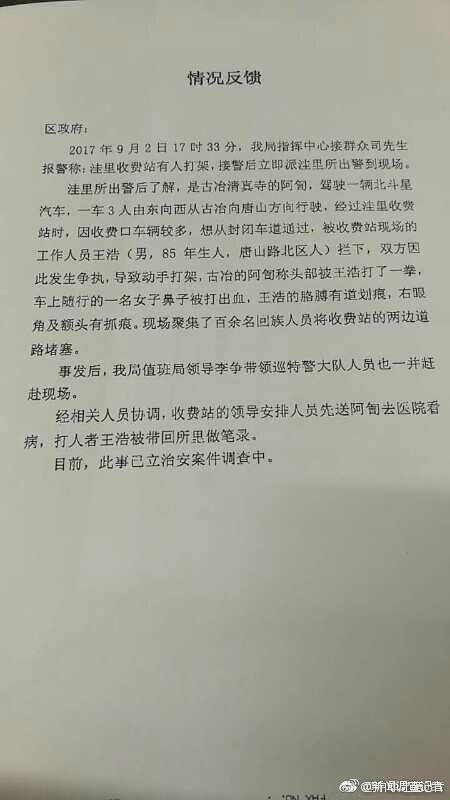 情况反馈
区政府：
2017 年 9 月 2 日 17 时 33 分，我局指挥中心接群众司先生
报警称：洼里收费站有人打架，接警后立即派洼里所出警到现场。
洼里所出警后了解，是古冶清真寺的阿訇，驾驶一辆北斗星
汽车，一车 3 人由东向西从古冶向唐山方向行驶，经过洼里收费
站时，因收费口车辆较多，想从封闭车道通过，被收费站现场的
工作人员王浩（男，85 年生人，唐山路北区人）拦下，双方因
此发生争执，导致动手打架，古冶的阿訇称头部被王浩打了一拳，
车上随行的一名女子鼻子被打出血，王浩的胳膊有道划痕，右眼
角及额头有抓痕。现场聚集了百余名回族人员将收费站的两边道
路堵塞。
事发后，我局值班局领导李争带领巡特警大队人员也一并赶
赴现场。
经相关人员协调，收费站的领导安排人员先送阿訇去医院看
病，打人者王浩被带回所里做笔录。
目前，此事已立治安案件调查中。
FAX NO. :
@新闻调查记者